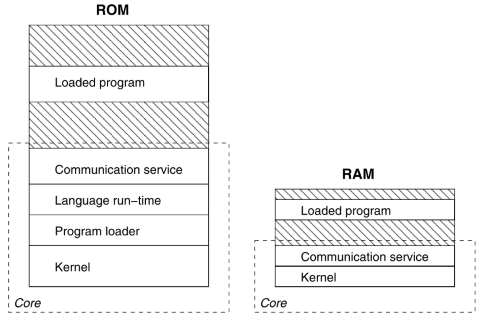 ROM
Loaded program
Communication service
Language run−time
Program loader
Kernel
Core
RAM
Loaded program
Communication service
Kernel
Core